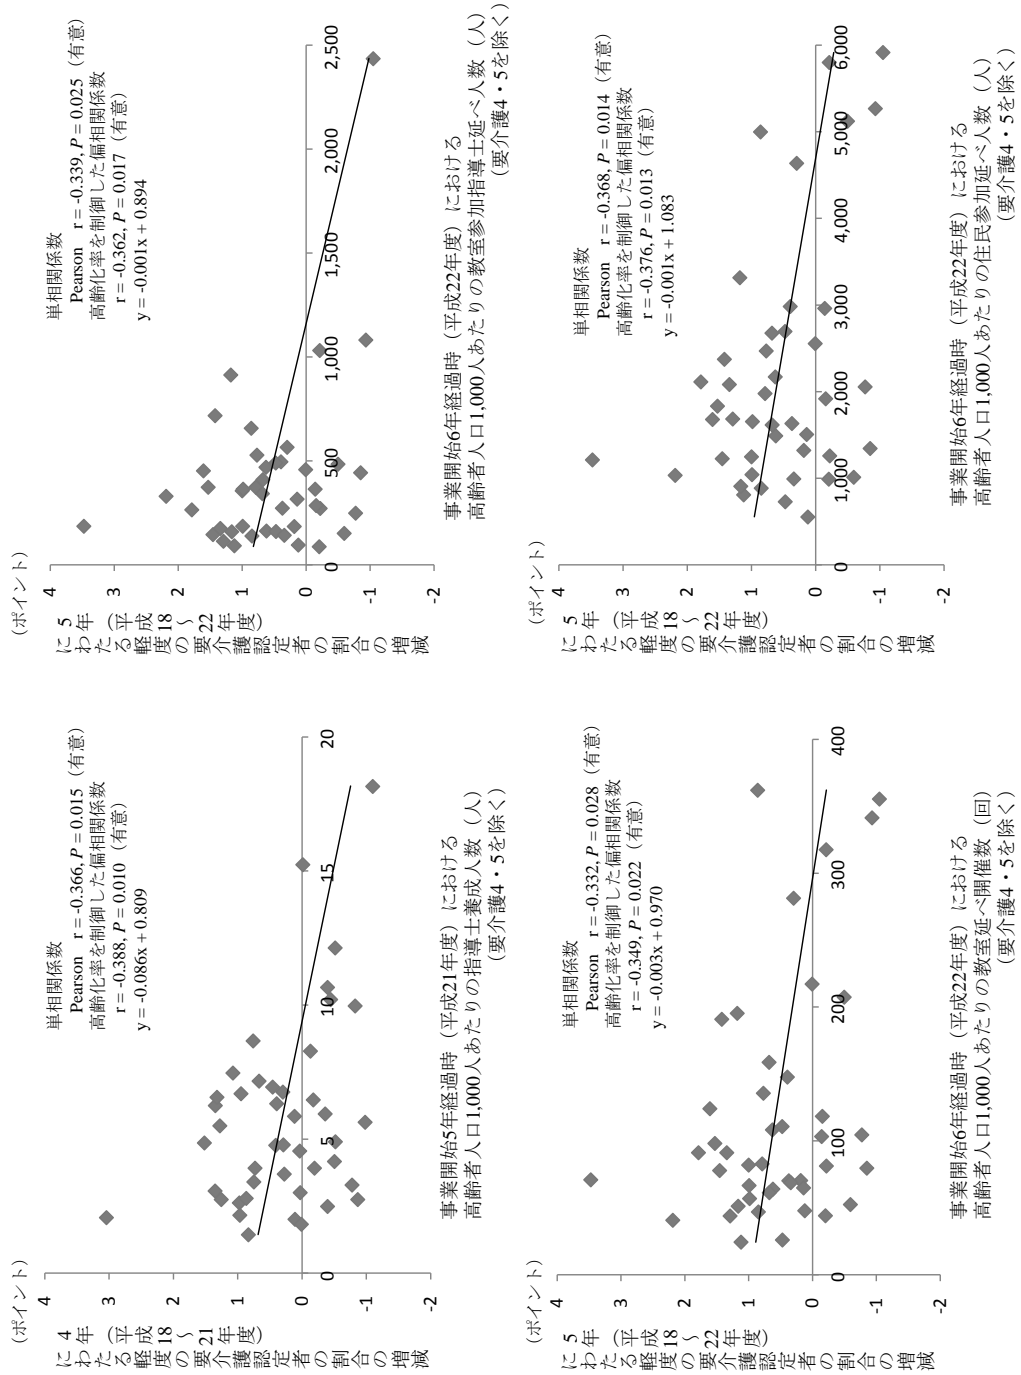 (ポイント)
4年（平成18～21年度）
にわたる軽度の要介護認定者の割合の増減
4
3
2
1
0
-1
-2
0
5
10
15
20
単相関係数
Pearson r = -0.366, P = 0.015（有意）
高齢化率を制御した偏相関係数
r = -0.388, P = 0.010（有意）
y = -0.086x + 0.809
事業開始5年経過時（平成21年度）における
高齢者人口1,000人あたりの指導士養成人数（人）
（要介護4・5を除く）
(ポイント)
5年（平成18～22年度）
にわたる軽度の要介護認定者の割合の増減
4
3
2
1
0
-1
-2
0
500
1,000
1,500
2,000
2,500
単相関係数
Pearson r = -0.339, P = 0.025（有意）
高齢化率を制御した偏相関係数
r = -0.362, P = 0.017（有意）
y = -0.001x + 0.894
事業開始6年経過時（平成22年度）における
高齢者人口1,000人あたりの教室参加指導士延べ人数（人）
（要介護4・5を除く）
(ポイント)
5年（平成18～22年度）
にわたる軽度の要介護認定者の割合の増減
4
3
2
1
0
-1
-2
0
100
200
300
400
単相関係数
Pearson r = -0.332, P = 0.028（有意）
高齢化率を制御した偏相関係数
r = -0.349, P = 0.022（有意）
y = -0.003x + 0.970
事業開始6年経過時（平成22年度）における
高齢者人口1,000人あたりの教室延べ開催数（回）
（要介護4・5を除く）
(ポイント)
5年（平成18～22年度）
にわたる軽度の要介護認定者の割合の増減
4
3
2
1
0
-1
-2
0
1,000
2,000
3,000
4,000
5,000
6,000
単相関係数
Pearson r = -0.368, P = 0.014（有意）
高齢化率を制御した偏相関係数
r = -0.376, P = 0.013（有意）
y = -0.001x + 1.083
事業開始6年経過時（平成22年度）における
高齢者人口1,000人あたりの住民参加延べ人数（人）
（要介護4・5を除く）